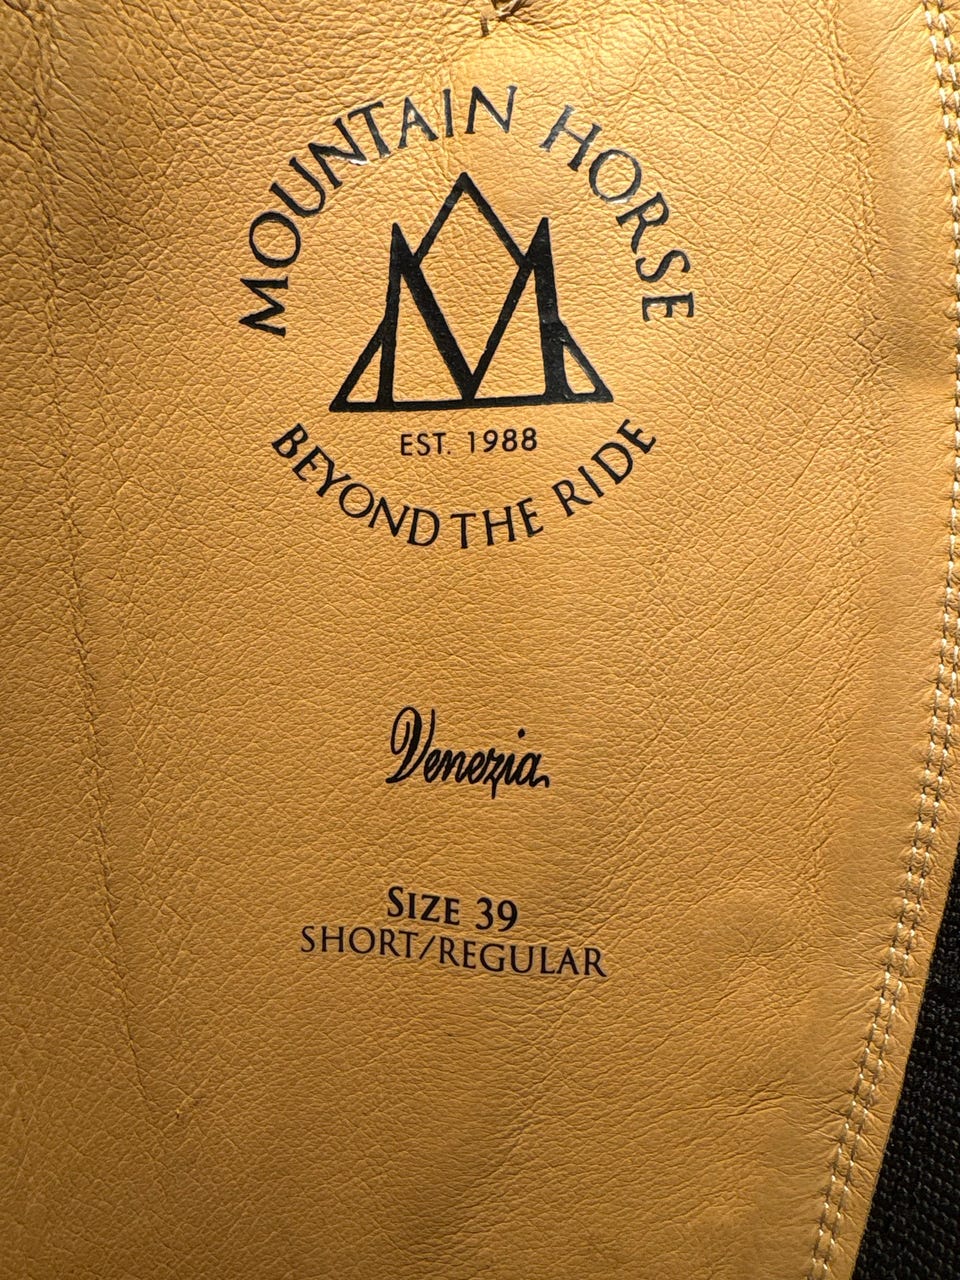 MOUNTAIN HORSE
EST. 1988
BEYOND THE RIDE
Venezia
SIZE 39
SHORT/REGULAR